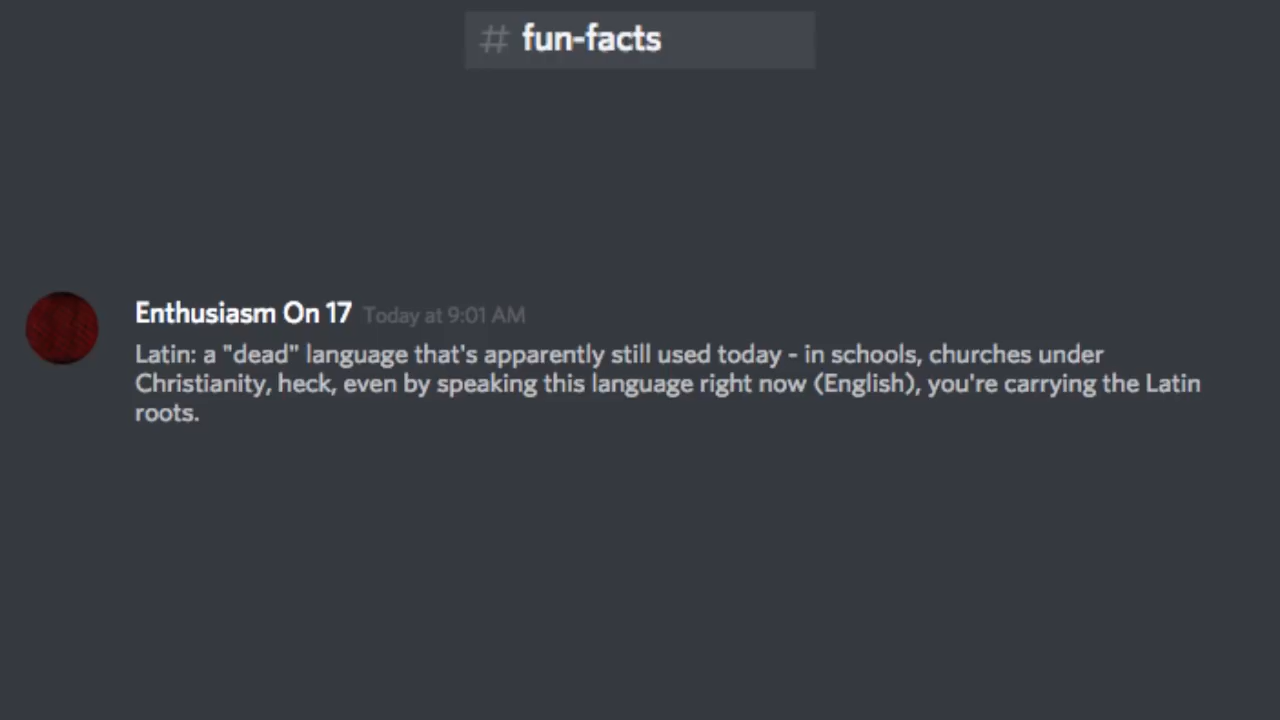 # fun-facts
Enthusiasm On 17 Today at 9:01 AM
Latin: a "dead" language that's apparently still used today - in schools, churches under
Christianity, heck, even by speaking this language right now (English), you're carrying the Latin
roots.